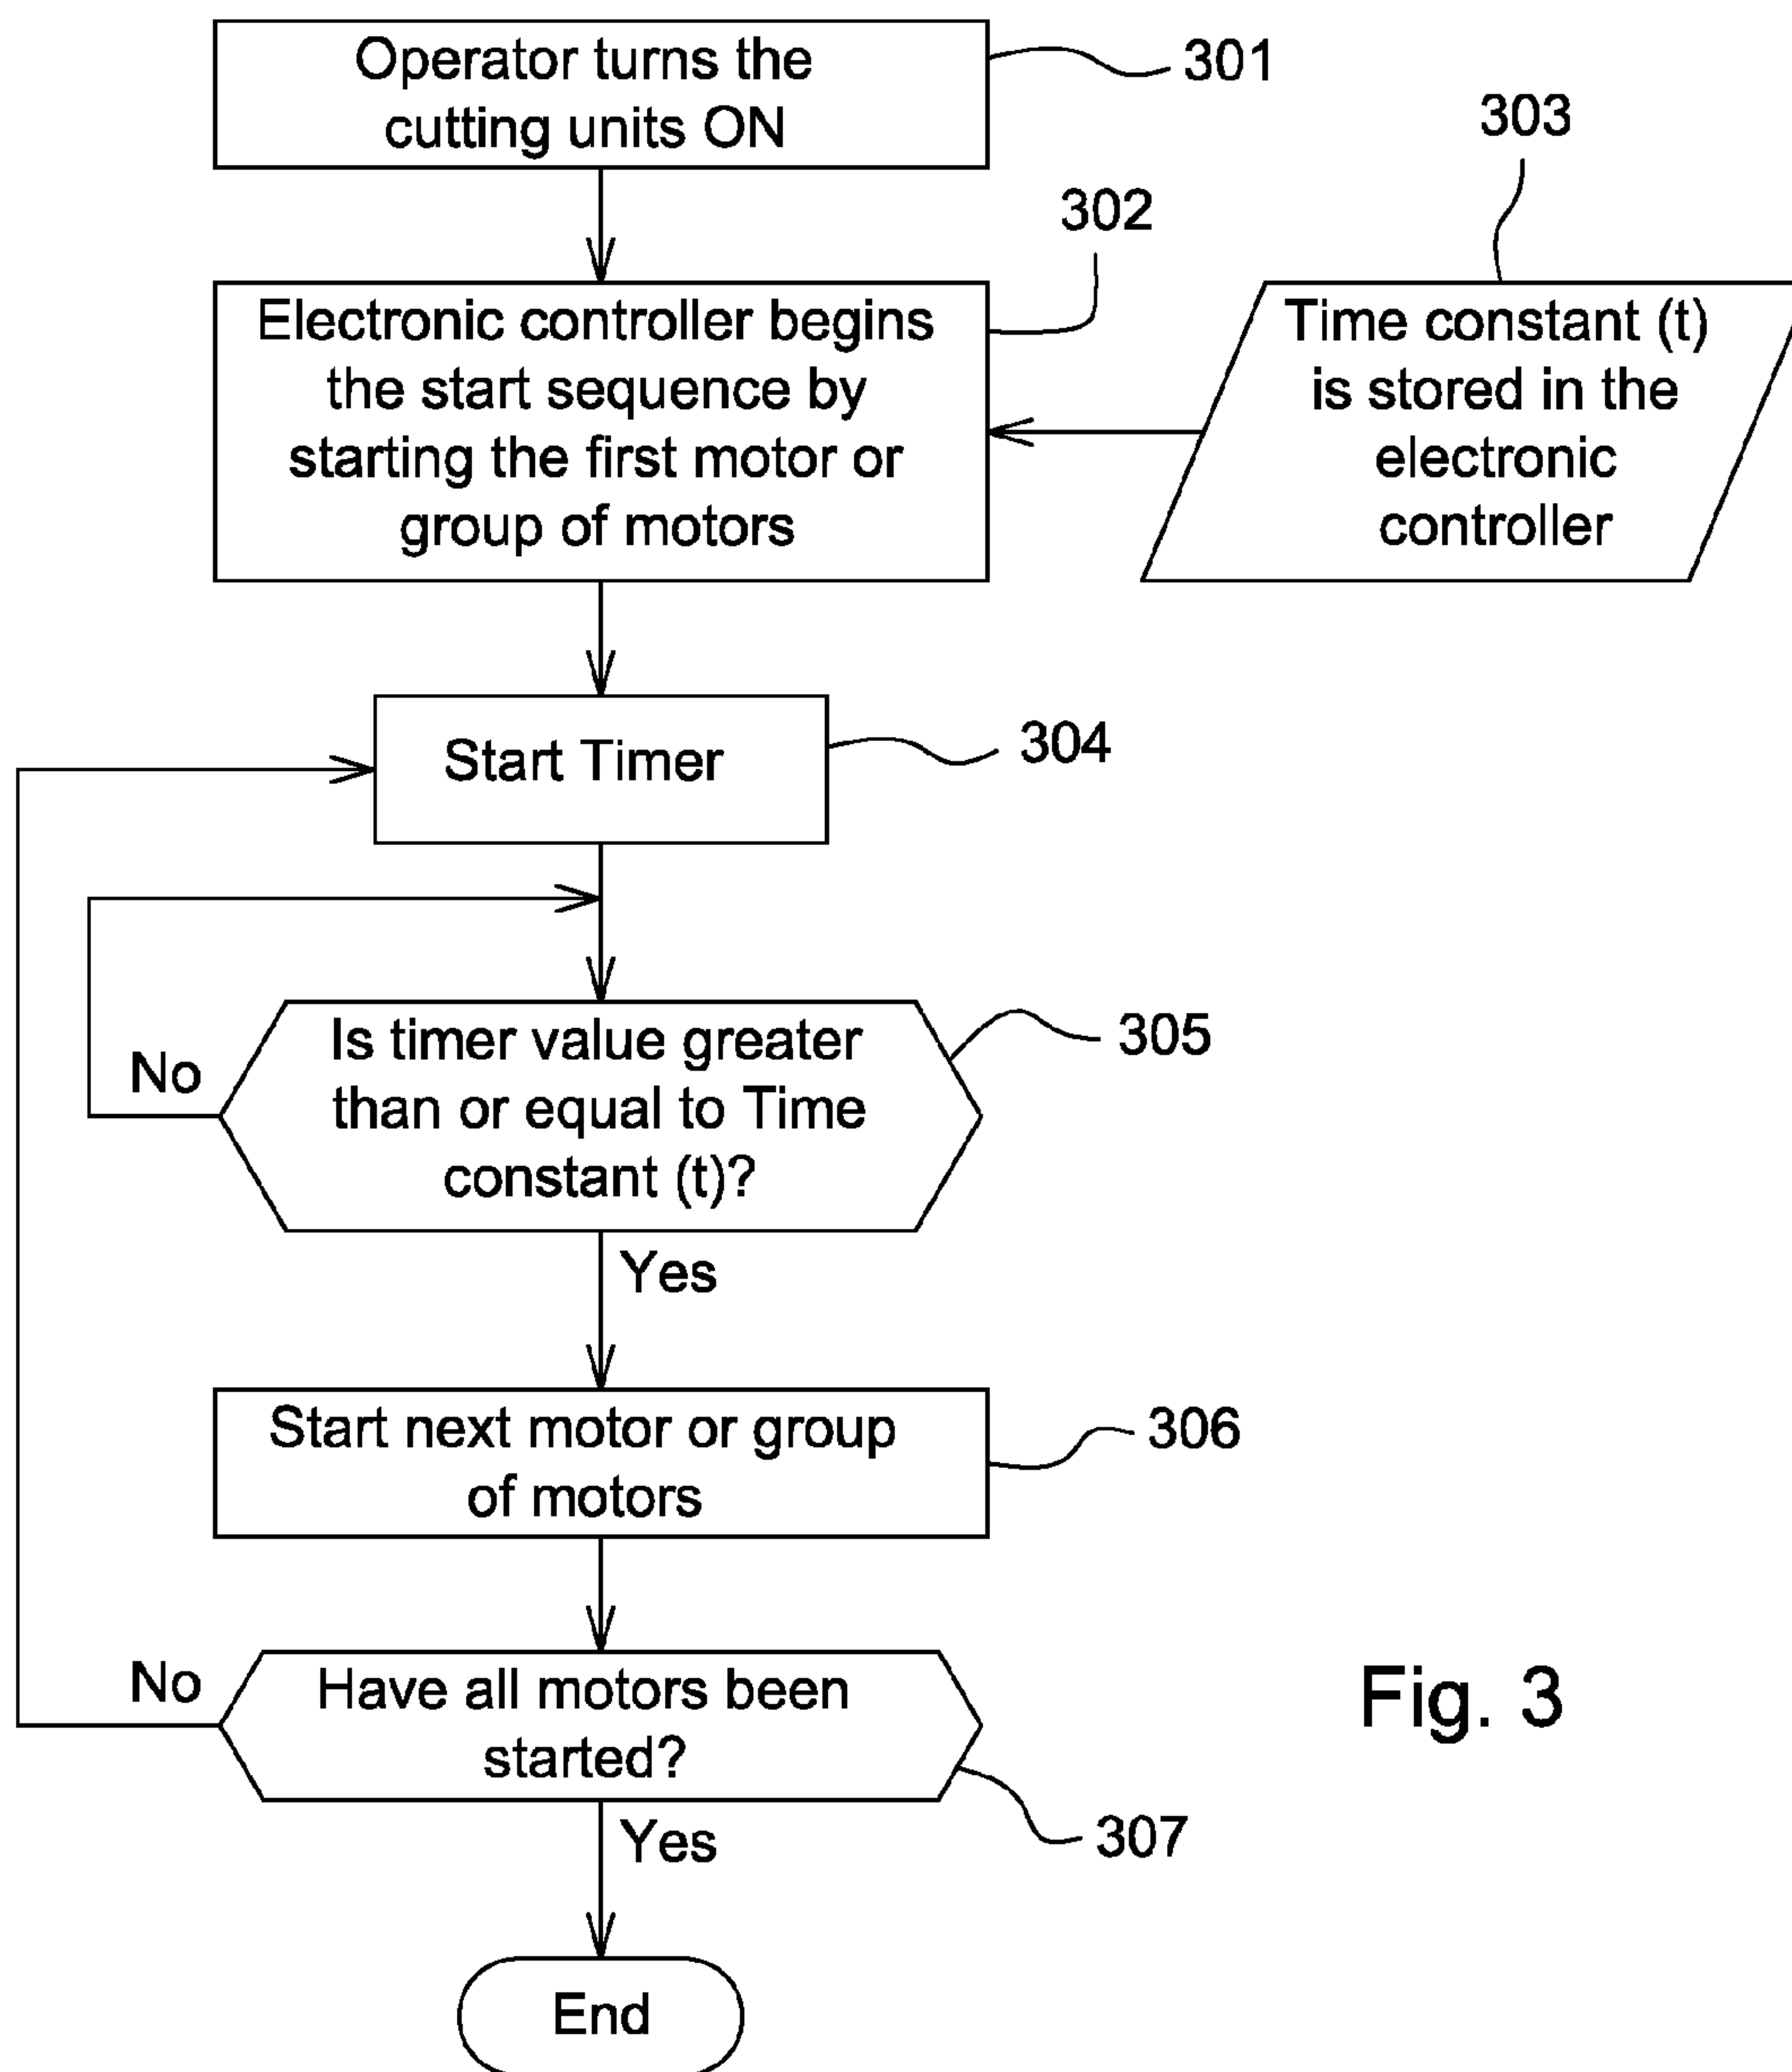 Operator turns the
cutting units ON
301
303
302
Electronic controller begins
the start sequence by
starting the first motor or
group of motors
Time constant (t)
is stored in the
electronic
controller
Start Timer
304
Is timer value greater
than or equal to Time
constant (t)?
305
No
Yes
Start next motor or group
of motors
306
Have all motors been
started?
No
307
Yes
End
Fig. 3